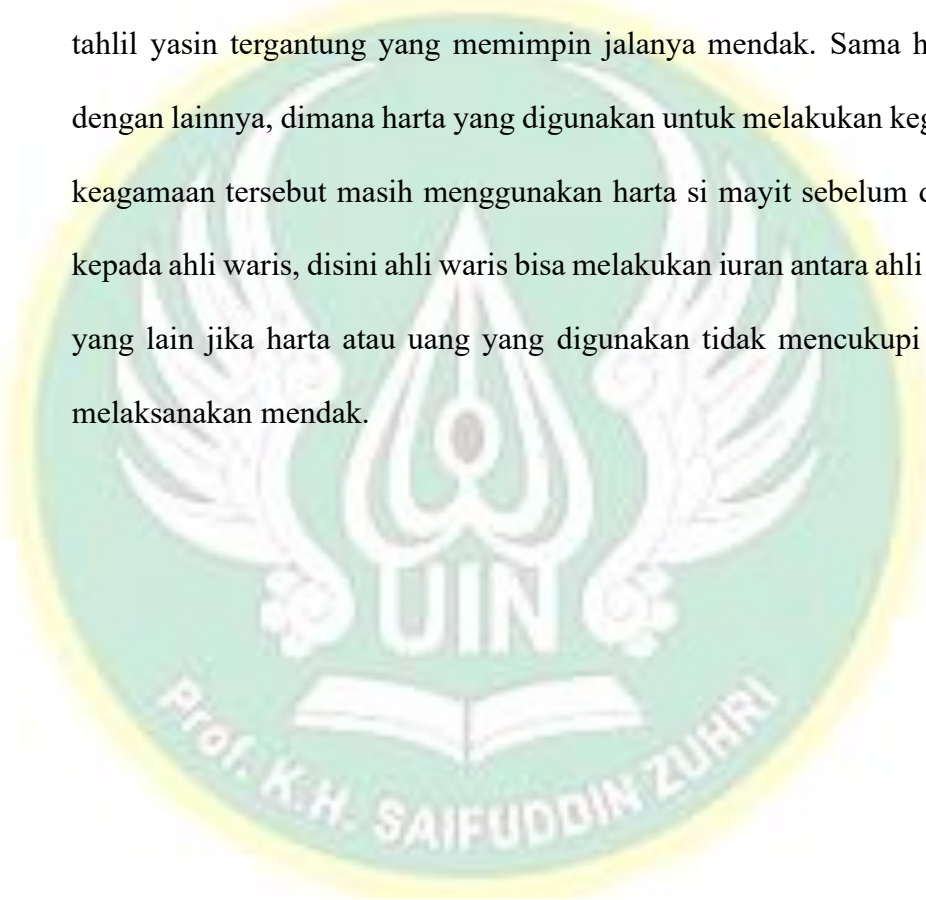 tahlil yasin tergantung yang memimpin jalanya mendak. Sama h
dengan lainnya, dimana harta yang digunakan untuk melakukan keg
keagamaan tersebut masih menggunakan harta si mayit sebelum d
kepada ahli waris, disini ahli waris bisa melakukan iuran antara ahli
yang lain jika harta atau uang yang digunakan tidak mencukupi
melaksanakan mendak.
UIN
Prof. K.H. SAIFUDDIN ZUHRI